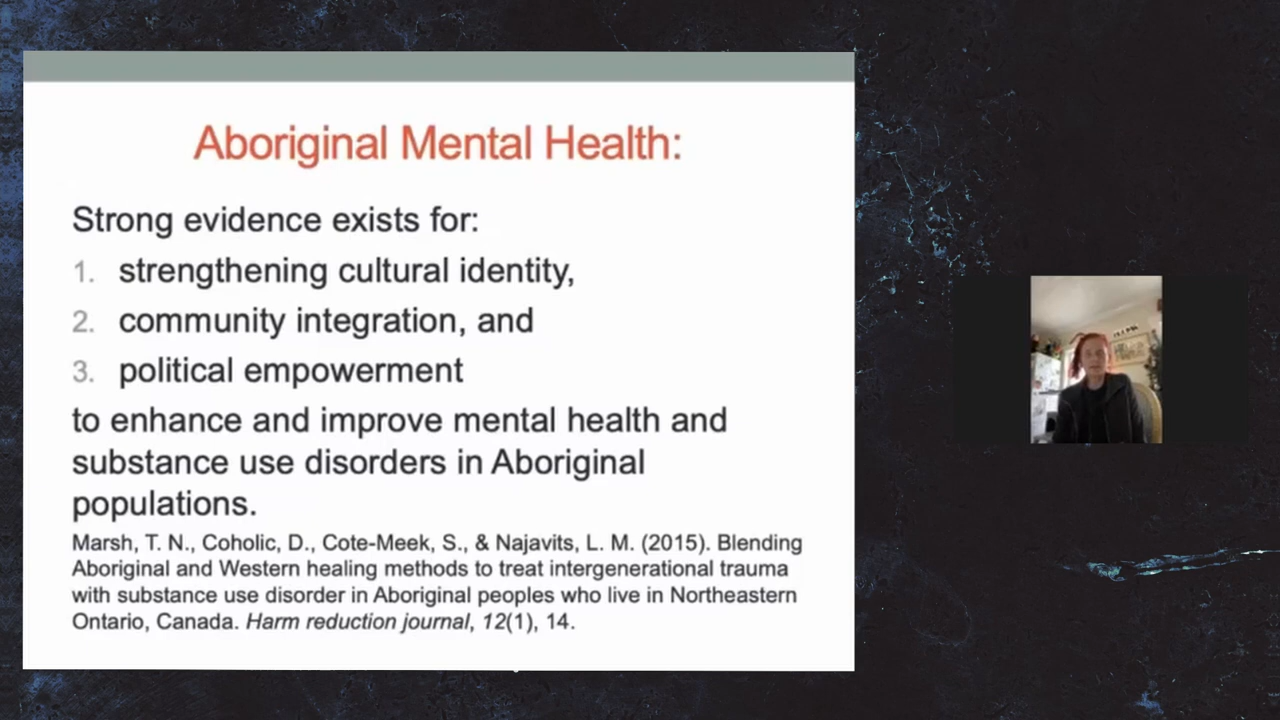 Aboriginal Mental Health:
Strong evidence exists for:
1. strengthening cultural identity,
2. community integration, and
3. political empowerment
to enhance and improve mental health and
substance use disorders in Aboriginal
populations.
Marsh, T. N., Coholic, D., Cote-Meek, S., & Najavits, L. M. (2015). Blending
Aboriginal and Western healing methods to treat intergenerational trauma
with substance use disorder in Aboriginal peoples who live in Northeastern
Ontario, Canada. Harm reduction journal, 12(1), 14.